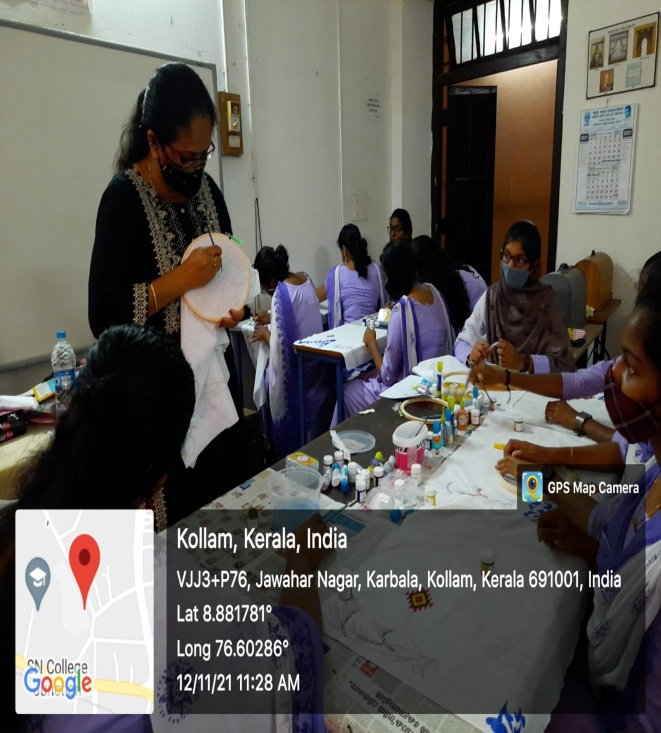 GPS Map Camera
Kollam, Kerala, India
VJJ3+P76, Jawahar Nagar, Karbala, Kollam, Kerala 691001, India
Lat 8.881781°
Long 76.60286°
12/11/21 11:28 AM
SN College
Google